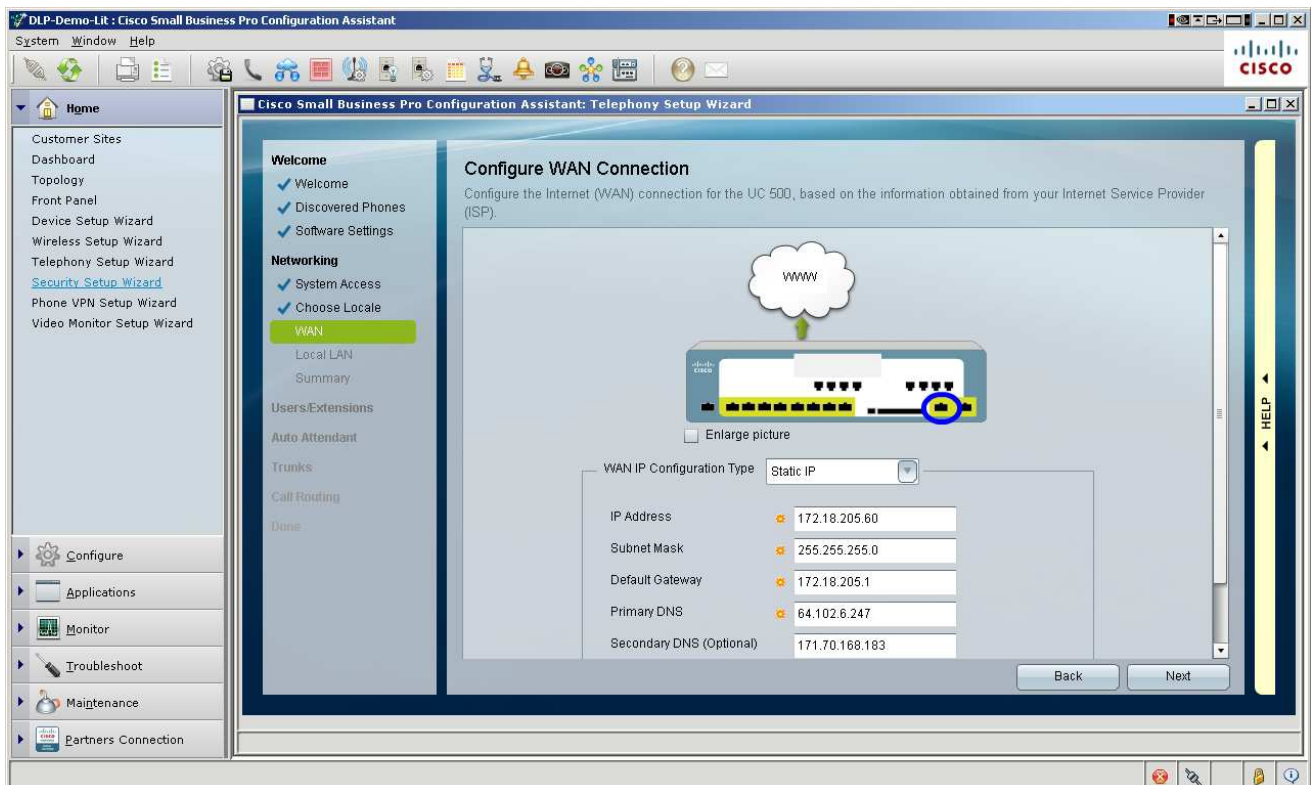 DLP-Demo-Lit : Cisco Small Business Pro Configuration Assistant
System Window Help
CISCO
Home
Customer Sites
Dashboard
Topology
Front Panel
Device Setup Wizard
Wireless Setup Wizard
Telephony Setup Wizard
Security Setup Wizard
Phone VPN Setup Wizard
Video Monitor Setup Wizard
Configure
Applications
Monitor
Troubleshoot
Maintenance
Partners Connection
Cisco Small Business Pro Configuration Assistant: Telephony Setup Wizard
Welcome
Welcome
Discovered Phones
Software Settings
Networking
System Access
Choose Locale
WAN
Local LAN
Summary
Users/Extensions
Auto Attendant
Trunks
Call Routing
Done
Configure WAN Connection
Configure the Internet (WAN) connection for the UC 500, based on the information obtained from your Internet Service Provider
(ISP).
WWW
CISCO
Enlarge picture
WAN IP Configuration Type Static IP
IP Address 172.18.205.60
Subnet Mask 255.255.255.0
Default Gateway 172.18.205.1
Primary DNS 64.102.6.247
Secondary DNS (Optional) 171.70.168.183
Back Next
HELP